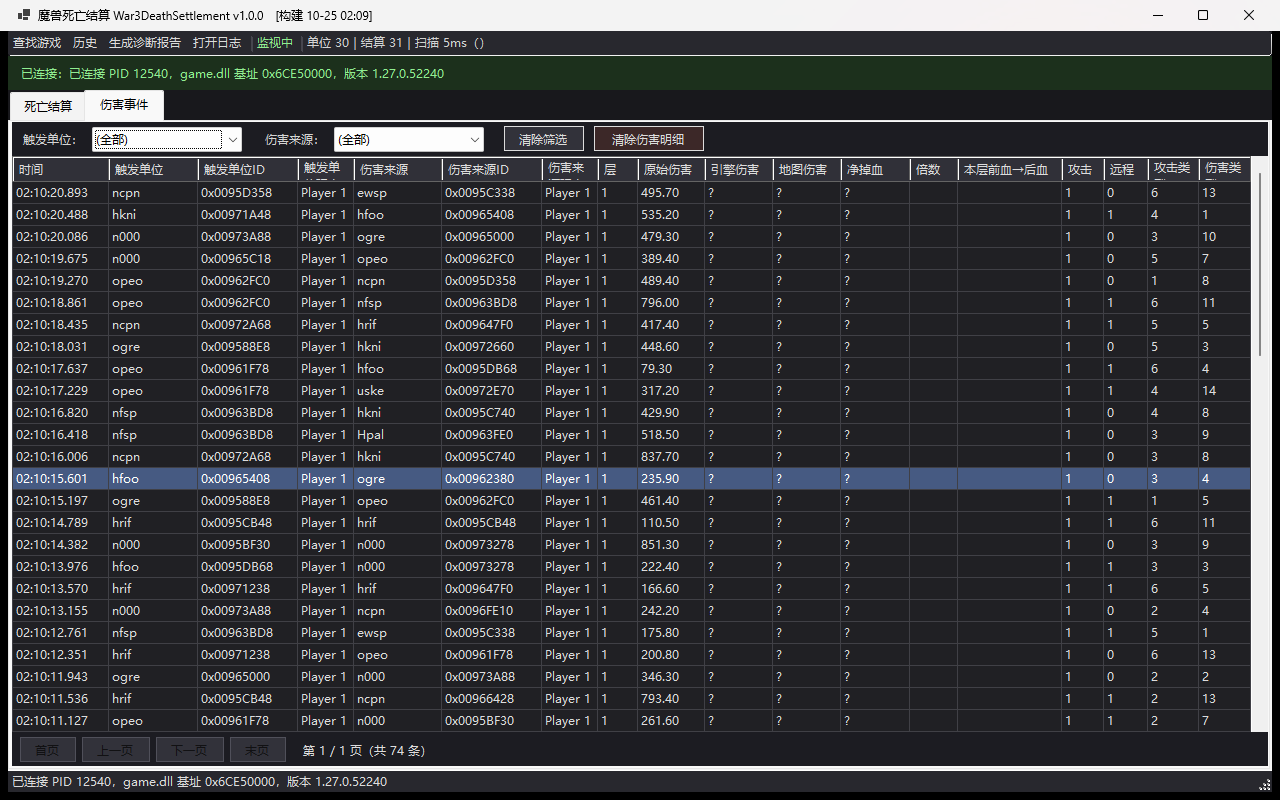 魔兽死亡结算 War3DeathSettlement v1.0.0 [构建 10-25 02:09]
查找游戏 历史 生成诊断报告 打开日志 监视中 单位 30 | 结算 31 | 扫描 5ms ()
已连接：已连接 PID 12540，game.dll 基址 0x6CE50000，版本 1.27.0.52240
死亡结算 伤害事件
触发单位： (全部) 伤害来源： (全部) 清除筛选 清除伤害明细
时间 触发单位 触发单位ID 触发单 伤害来源 伤害来源ID 伤害来 层 原始伤害 引擎伤害 地图伤害 净掉血 倍数 本层前血→后血 攻击 远程 攻击类 伤害类
02:10:20.893 ncpn 0x0095D358 Player 1 ewsp 0x0095C338 Player 1 1 495.70 ? ? ? 1 0 6 13
02:10:20.488 hkni 0x00971A48 Player 1 hfoo 0x00965408 Player 1 1 535.20 ? ? ? 1 1 4 1
02:10:20.086 n000 0x00973A88 Player 1 ogre 0x00965000 Player 1 1 479.30 ? ? ? 1 0 3 10
02:10:19.675 n000 0x00965C18 Player 1 opeo 0x00962FC0 Player 1 1 389.40 ? ? ? 1 0 5 7
02:10:19.270 opeo 0x00962FC0 Player 1 ncpn 0x0095D358 Player 1 1 489.40 ? ? ? 1 0 1 8
02:10:18.861 opeo 0x00962FC0 Player 1 nfsp 0x00963BD8 Player 1 1 796.00 ? ? ? 1 1 6 11
02:10:18.435 ncpn 0x00972A68 Player 1 hrif 0x009647F0 Player 1 1 417.40 ? ? ? 1 1 5 5
02:10:18.031 ogre 0x009588E8 Player 1 hkni 0x00972660 Player 1 1 448.60 ? ? ? 1 0 5 3
02:10:17.637 opeo 0x00961F78 Player 1 hfoo 0x0095DB68 Player 1 1 79.30 ? ? ? 1 1 6 4
02:10:17.229 opeo 0x00961F78 Player 1 uske 0x00972E70 Player 1 1 317.20 ? ? ? 1 1 4 14
02:10:16.820 nfsp 0x00963BD8 Player 1 hkni 0x0095C740 Player 1 1 429.90 ? ? ? 1 0 4 8
02:10:16.418 nfsp 0x00963BD8 Player 1 Hpal 0x00963FE0 Player 1 1 518.50 ? ? ? 1 0 3 9
02:10:16.006 ncpn 0x00972A68 Player 1 hkni 0x0095C740 Player 1 1 837.70 ? ? ? 1 0 3 8
02:10:15.601 hfoo 0x00965408 Player 1 ogre 0x00962380 Player 1 1 235.90 ? ? ? 1 0 3 4
02:10:15.197 ogre 0x009588E8 Player 1 opeo 0x00962FC0 Player 1 1 461.40 ? ? ? 1 1 1 5
02:10:14.789 hrif 0x0095CB48 Player 1 hrif 0x0095CB48 Player 1 1 110.50 ? ? ? 1 1 6 11
02:10:14.382 n000 0x0095BF30 Player 1 n000 0x00973278 Player 1 1 851.30 ? ? ? 1 0 3 9
02:10:13.976 hfoo 0x0095DB68 Player 1 n000 0x00973278 Player 1 1 222.40 ? ? ? 1 1 3 3
02:10:13.570 hrif 0x00971238 Player 1 hrif 0x009647F0 Player 1 1 166.60 ? ? ? 1 1 6 5
02:10:13.155 n000 0x00973A88 Player 1 ncpn 0x0096FE10 Player 1 1 242.20 ? ? ? 1 0 2 4
02:10:12.761 nfsp 0x00963BD8 Player 1 ewsp 0x0095C338 Player 1 1 175.80 ? ? ? 1 1 5 1
02:10:12.351 hrif 0x00971238 Player 1 opeo 0x00961F78 Player 1 1 200.80 ? ? ? 1 0 6 13
02:10:11.943 ogre 0x00965000 Player 1 n000 0x00973A88 Player 1 1 346.30 ? ? ? 1 0 2 2
02:10:11.536 hrif 0x0095CB48 Player 1 ncpn 0x00966428 Player 1 1 793.40 ? ? ? 1 1 2 13
02:10:11.127 opeo 0x00961F78 Player 1 n000 0x0095BF30 Player 1 1 261.60 ? ? ? 1 1 2 7
首页 上一页 下一页 末页 第 1 / 1 页（共 74 条）
已连接 PID 12540，game.dll 基址 0x6CE50000，版本 1.27.0.52240